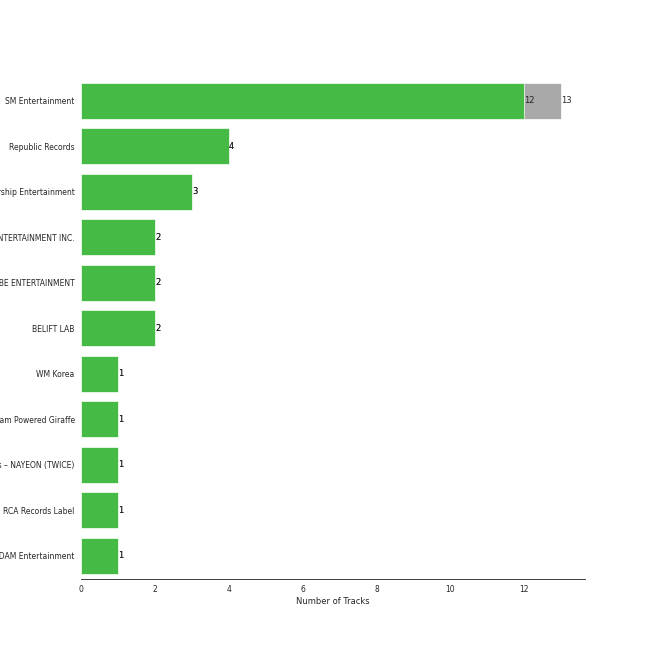 SM Entertainment
12
13
Republic Records
4
rship Entertainment
3
NTERTAINMENT INC.
2
BE ENTERTAINMENT
2
BELIFT LAB
2
WM Korea
1
am Powered Giraffe
1
s – NAYEON (TWICE)
1
RCA Records Label
1
DAM Entertainment
1
0 2 4 6 8 10 12
Number of Tracks